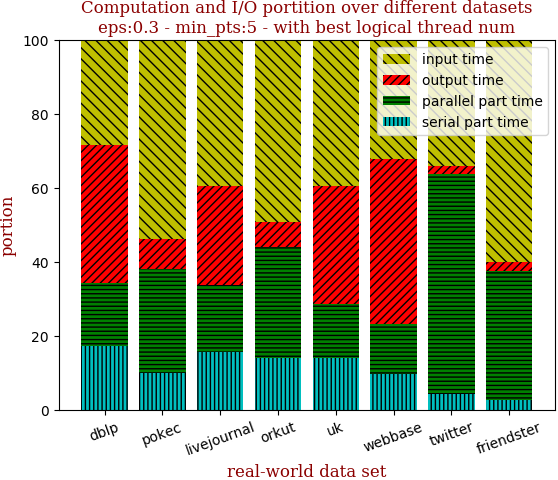 Computation and I/O portion over different datasets
eps:0.3 - min_pts:5 - with best logical thread num
100
80
60
40
20
0
portion
input time
output time
parallel part time
serial part time
dblp
pokec
livejournal
orkut
uk
webbase
twitter
friendster
real-world data set